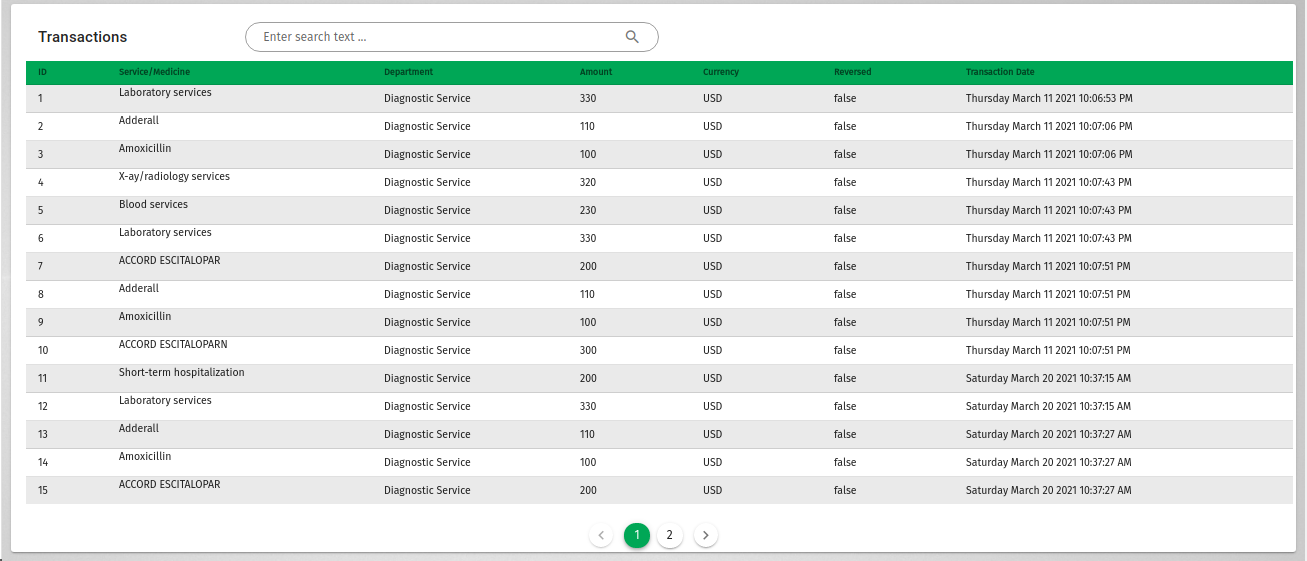 Transactions Enter search text ...
ID Service/Medicine Department Amount Currency Reversed Transaction Date
1 Laboratory services Diagnostic Service 330 USD false Thursday March 11 2021 10:06:53 PM
2 Adderall Diagnostic Service 110 USD false Thursday March 11 2021 10:07:06 PM
3 Amoxicillin Diagnostic Service 100 USD false Thursday March 11 2021 10:07:06 PM
4 X-ay/radiology services Diagnostic Service 320 USD false Thursday March 11 2021 10:07:43 PM
5 Blood services Diagnostic Service 230 USD false Thursday March 11 2021 10:07:43 PM
6 Laboratory services Diagnostic Service 330 USD false Thursday March 11 2021 10:07:43 PM
7 ACCORD ESCITALOPAR Diagnostic Service 200 USD false Thursday March 11 2021 10:07:51 PM
8 Adderall Diagnostic Service 110 USD false Thursday March 11 2021 10:07:51 PM
9 Amoxicillin Diagnostic Service 100 USD false Thursday March 11 2021 10:07:51 PM
10 ACCORD ESCITALOPARN Diagnostic Service 300 USD false Thursday March 11 2021 10:07:51 PM
11 Short-term hospitalization Diagnostic Service 200 USD false Saturday March 20 2021 10:37:15 AM
12 Laboratory services Diagnostic Service 330 USD false Saturday March 20 2021 10:37:15 AM
13 Adderall Diagnostic Service 110 USD false Saturday March 20 2021 10:37:27 AM
14 Amoxicillin Diagnostic Service 100 USD false Saturday March 20 2021 10:37:27 AM
15 ACCORD ESCITALOPAR Diagnostic Service 200 USD false Saturday March 20 2021 10:37:27 AM
1 2